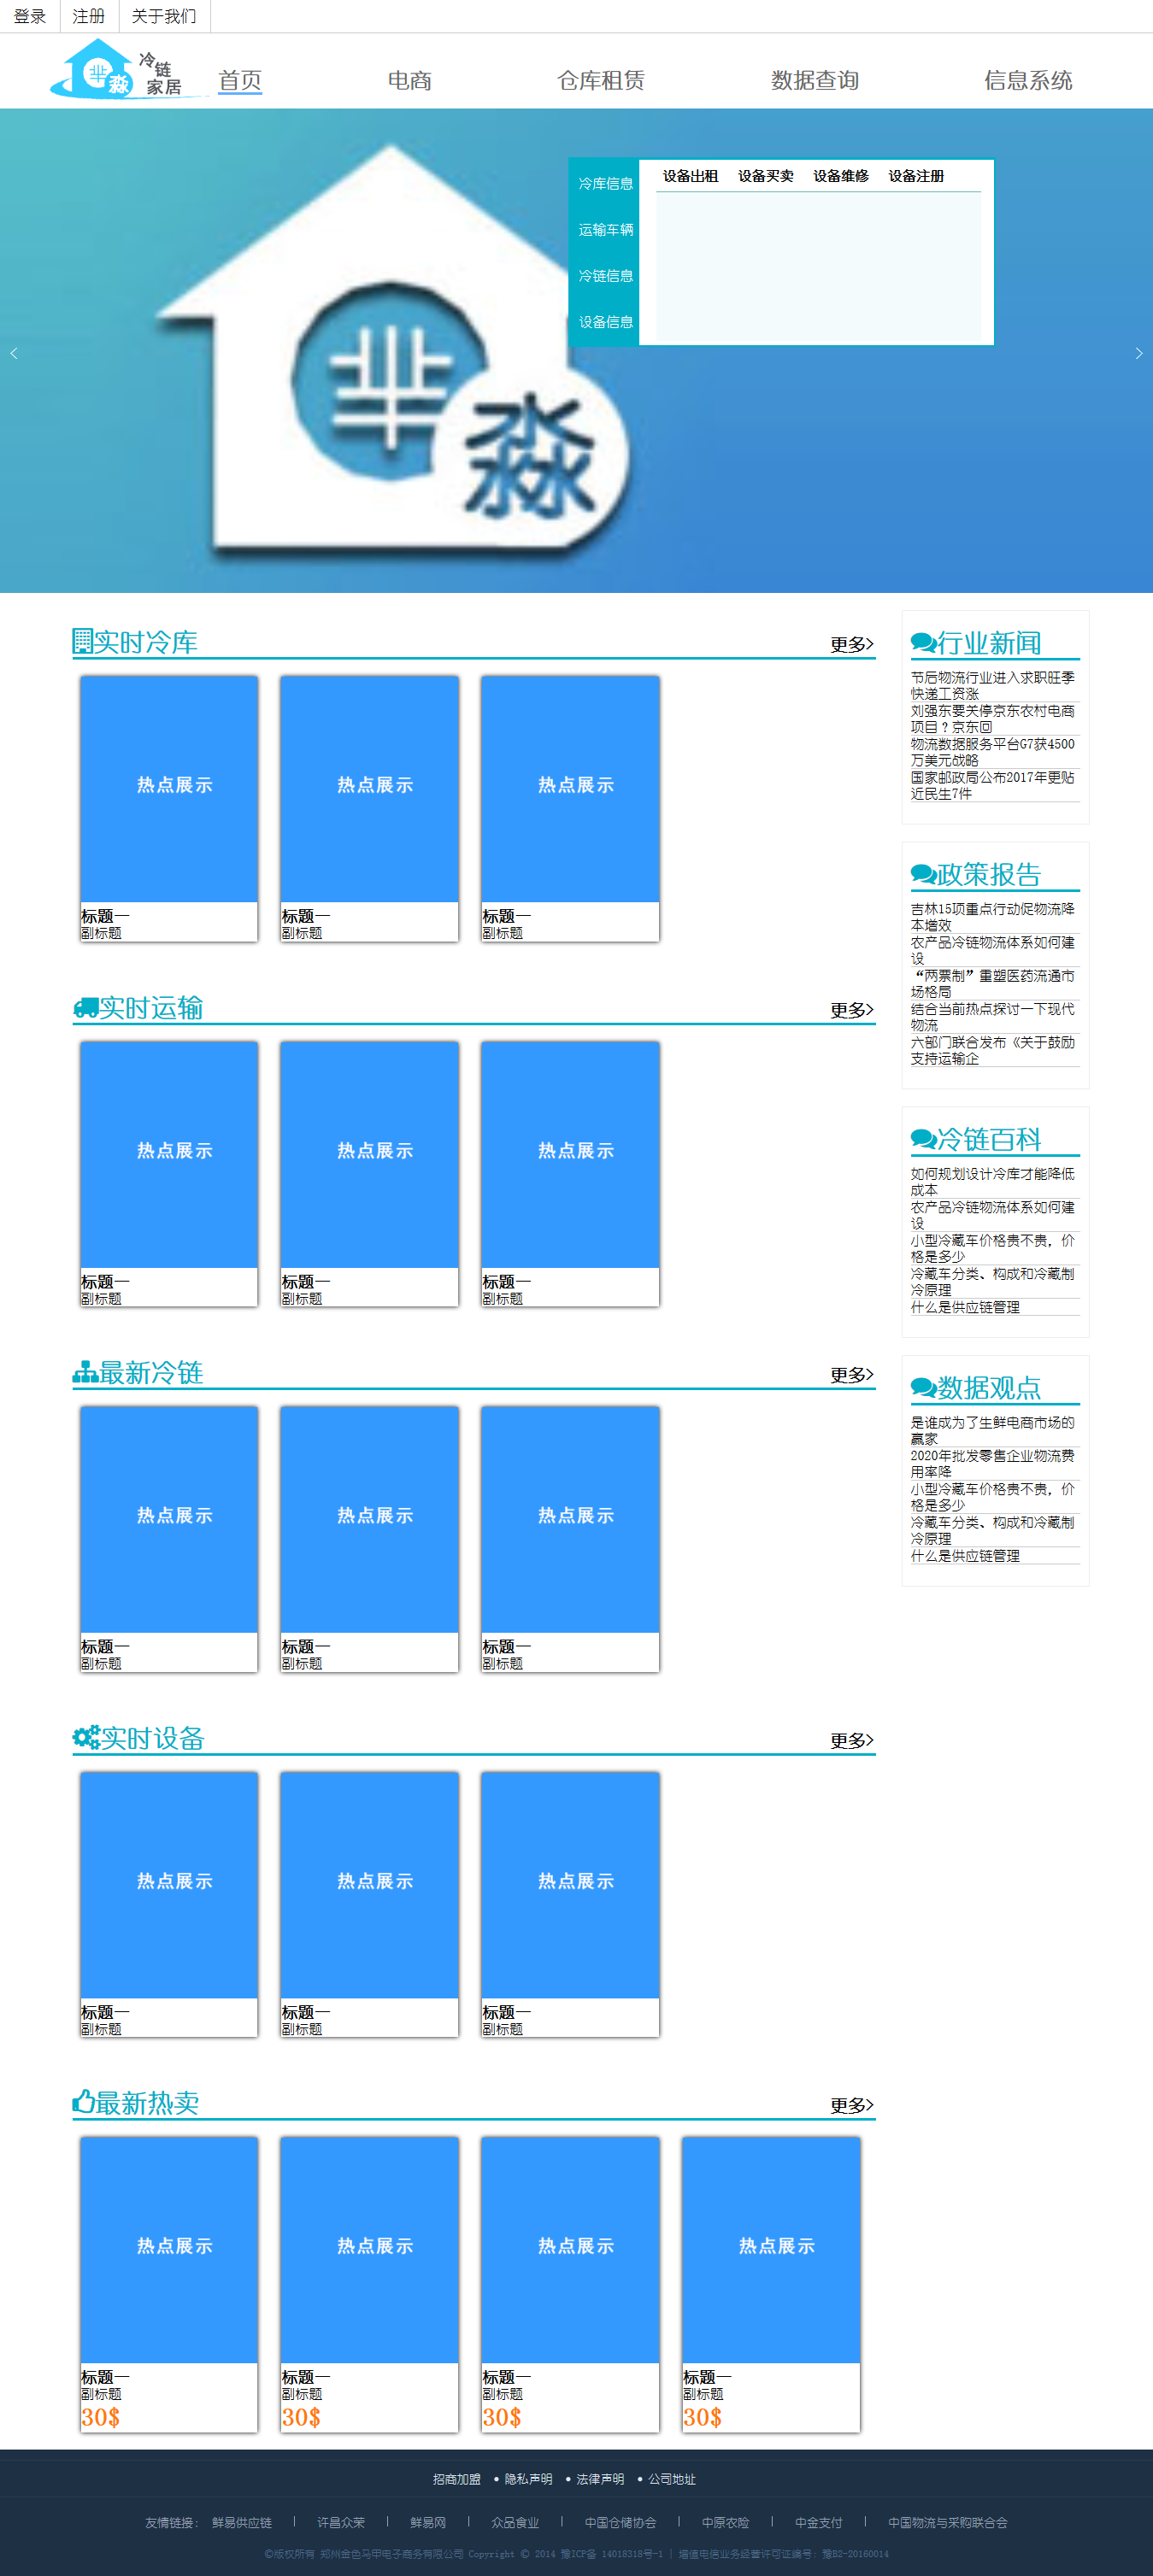 登录 注册 关于我们
冷链
家居
淼
首页 电商 仓库租赁 数据查询 信息系统
冷库信息
运输车辆
冷链信息
设备信息
设备出租 设备买卖 设备维修 设备注册
淼
实时冷库 更多>
热点展示 热点展示 热点展示
标题一 标题一 标题一
副标题 副标题 副标题
实时运输 更多>
热点展示 热点展示 热点展示
标题一 标题一 标题一
副标题 副标题 副标题
最新冷链 更多>
热点展示 热点展示 热点展示
标题一 标题一 标题一
副标题 副标题 副标题
实时设备 更多>
热点展示 热点展示 热点展示
标题一 标题一 标题一
副标题 副标题 副标题
最新热卖 更多>
热点展示 热点展示 热点展示 热点展示
标题一 标题一 标题一 标题一
副标题 副标题 副标题 副标题
30$ 30$ 30$ 30$
行业新闻
节后物流行业进入求职旺季
快递工资涨
刘强东要关停京东农村电商
项目？京东回
物流数据服务平台G7获4500
万美元战略
国家邮政局公布2017年更贴
近民生7件
政策报告
吉林15项重点行动促物流降
本增效
农产品冷链物流体系如何建
设
“两票制”重塑医药流通市
场格局
结合当前热点探讨一下现代
物流
六部门联合发布《关于鼓励
支持运输企
冷链百科
如何规划设计冷库才能降低
成本
农产品冷链物流体系如何建
设
小型冷藏车价格贵不贵，价
格是多少
冷藏车分类、构成和冷藏制
冷原理
什么是供应链管理
数据观点
是谁成为了生鲜电商市场的
赢家
2020年批发零售企业物流费
用率降
小型冷藏车价格贵不贵，价
格是多少
冷藏车分类、构成和冷藏制
冷原理
什么是供应链管理
招商加盟 • 隐私声明 • 法律声明 • 公司地址
友情链接： 鲜易供应链 | 许昌众荣 | 鲜易网 | 众品食业 | 中国仓储协会 | 中原农险 | 中金支付 | 中国物流与采购联合会
©版权所有 郑州金色马甲电子商务有限公司 Copyright © 2014 豫ICP备 14018318号-1 | 增值电信业务经营许可证编号：豫B2-20160014